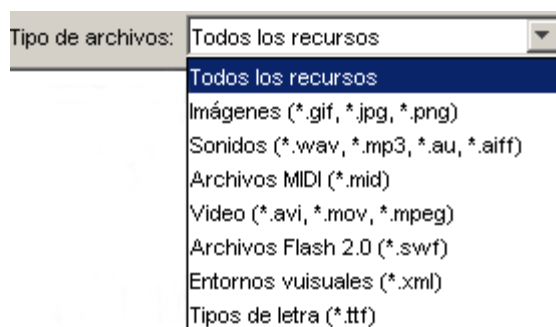 Tipo de archivos: Todos los recursos
Todos los recursos
Imágenes (*.gif, *.jpg, *.png)
Sonidos (*.wav, *.mp3, *.au, *.aiff)
Archivos MIDI (*.mid)
Video (*.avi, *.mov, *.mpeg)
Archivos Flash 2.0 (*.swf)
Entornos vuisuales (*.xml)
Tipos de letra (*.ttf)